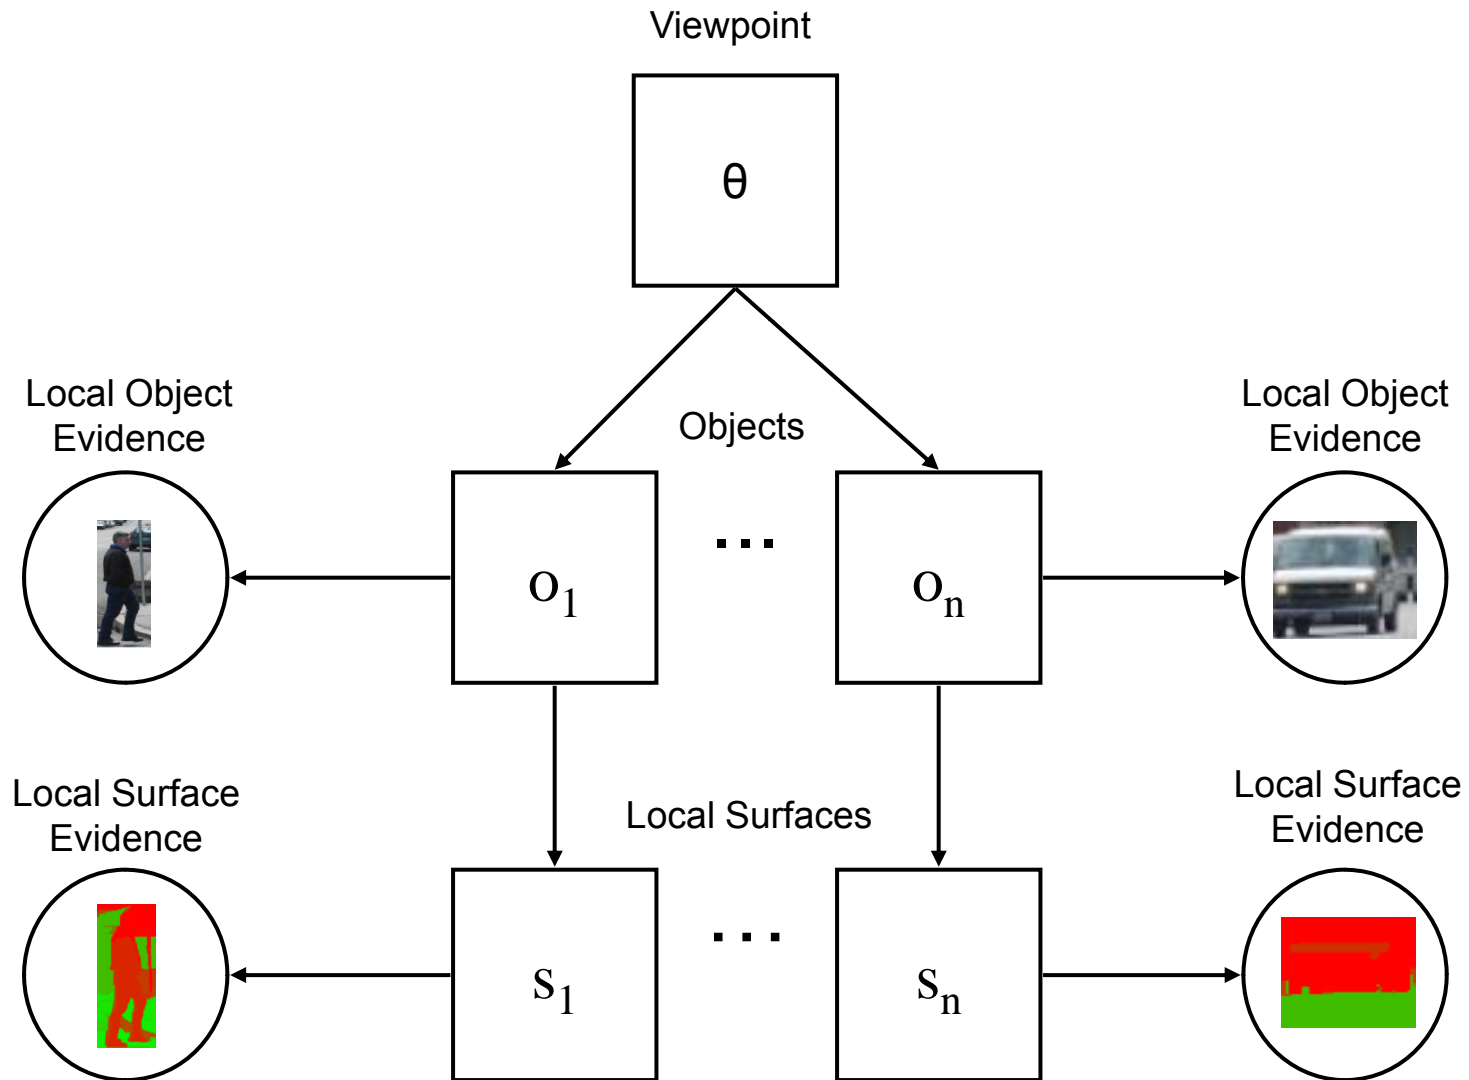 Viewpoint
θ
Local Object
Evidence
Objects
Local Object
Evidence
o₁
...
oₙ
Local Surface
Evidence
Local Surfaces
Local Surface
Evidence
s₁
...
sₙ